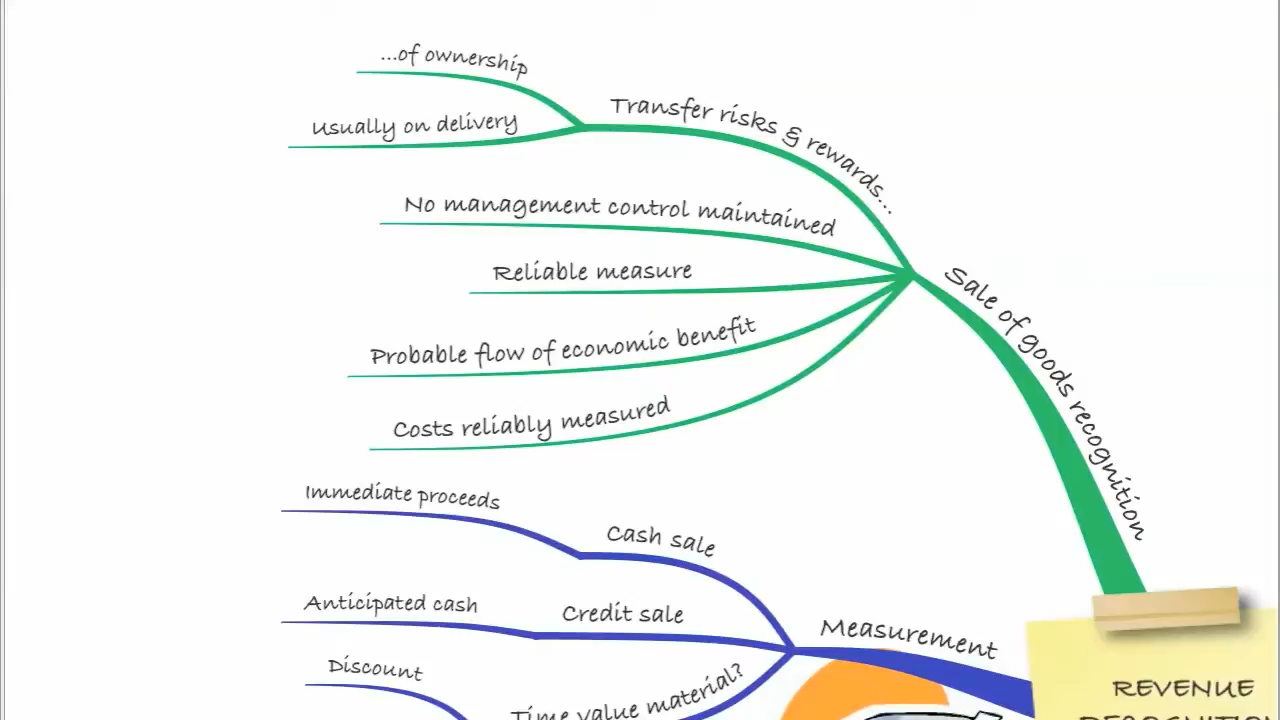 ...of ownership
Usually on delivery
Transfer risks & rewards...
No management control maintained
Reliable measure
Probable flow of economic benefit
Costs reliably measured
Sale of goods recognition
Immediate proceeds
Cash sale
Anticipated cash
Credit sale
Discount
Time value material?
Measurement
REVENUE